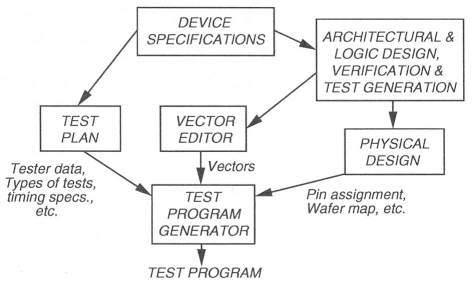 DEVICE
SPECIFICATIONS
ARCHITECTURAL &
LOGIC DESIGN,
VERIFICATION &
TEST GENERATION
TEST
PLAN
VECTOR
EDITOR
PHYSICAL
DESIGN
Tester data,
Types of tests,
timing specs.,
etc.
Vectors
Pin assignment,
Wafer map, etc.
TEST
PROGRAM
GENERATOR
TEST PROGRAM